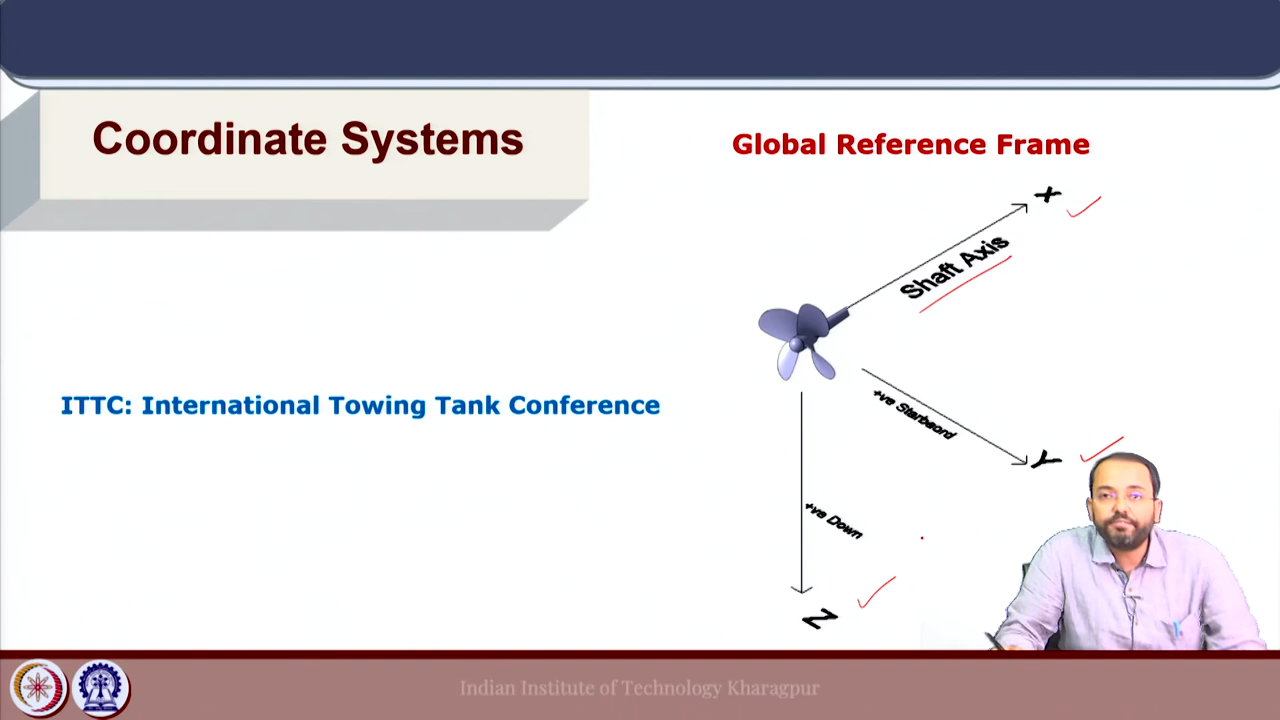 Coordinate Systems
Global Reference Frame
X
Shaft Axis
ITTC: International Towing Tank Conference
+ve Starbaord
Y
+ve Down
Z
Indian Institute of Technology Kharagpur